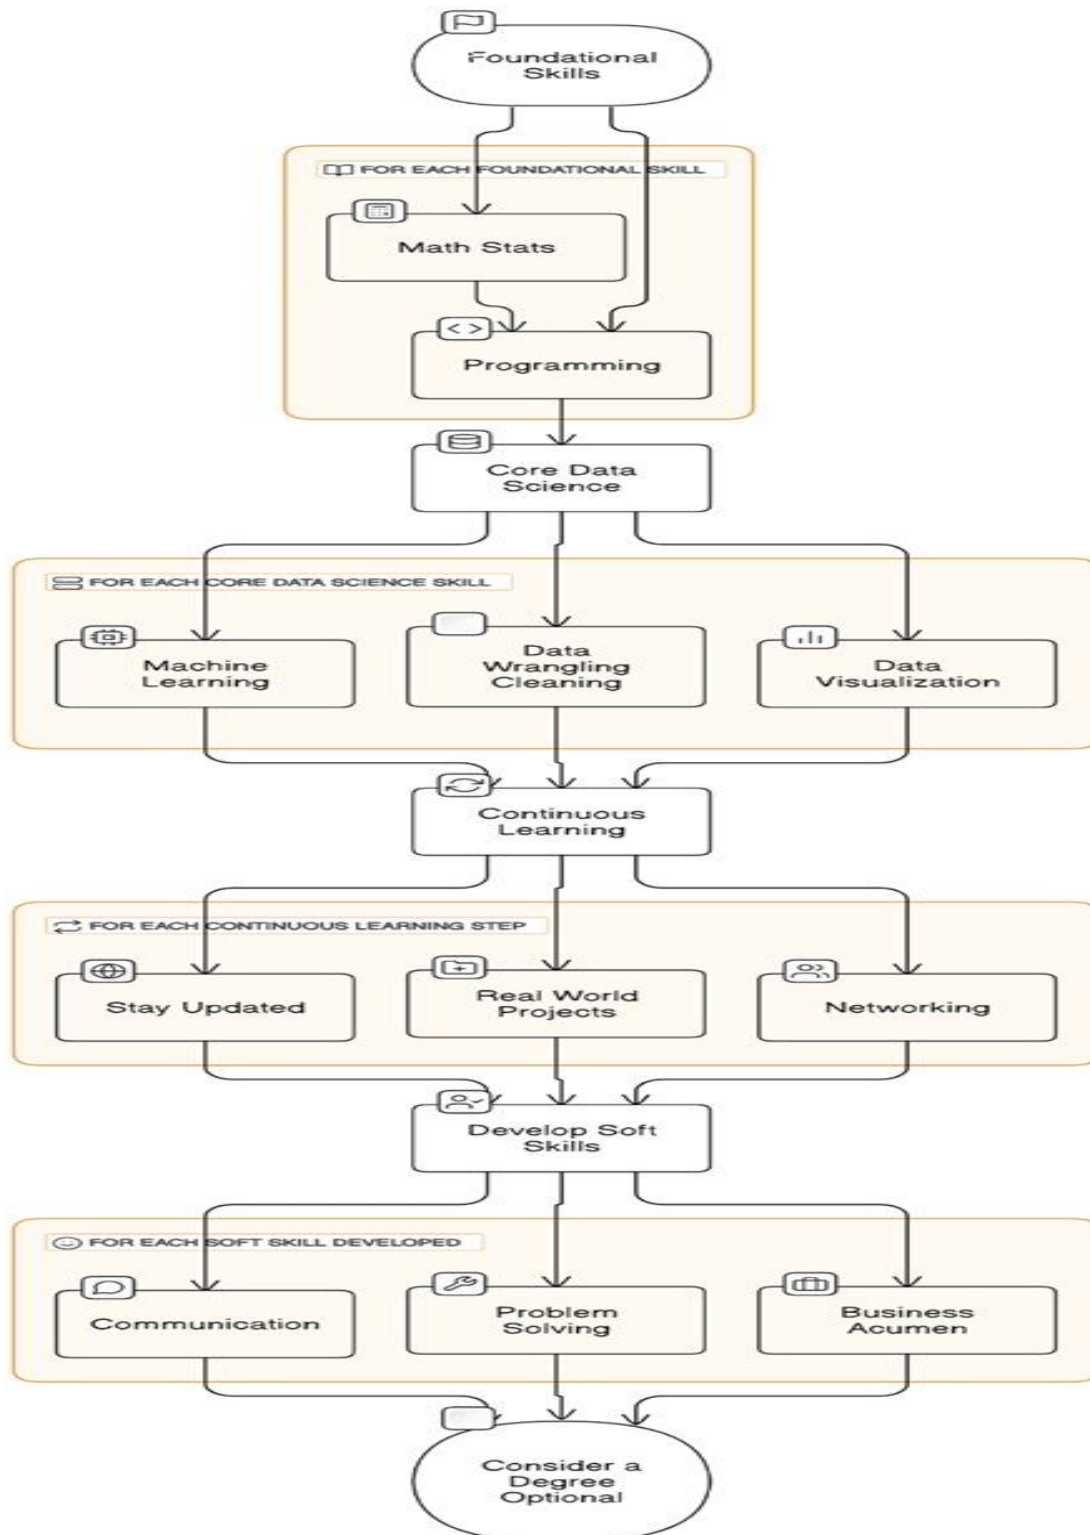 Foundational
Skills
FOR EACH FOUNDATIONAL SKILL
Math Stats
Programming
Core Data
Science
FOR EACH CORE DATA SCIENCE SKILL
Machine
Learning
Data
Wrangling
Cleaning
Data
Visualization
Continuous
Learning
FOR EACH CONTINUOUS LEARNING STEP
Stay Updated
Real World
Projects
Networking
Develop Soft
Skills
FOR EACH SOFT SKILL DEVELOPED
Communication
Problem
Solving
Business
Acumen
Consider a
Degree
Optional